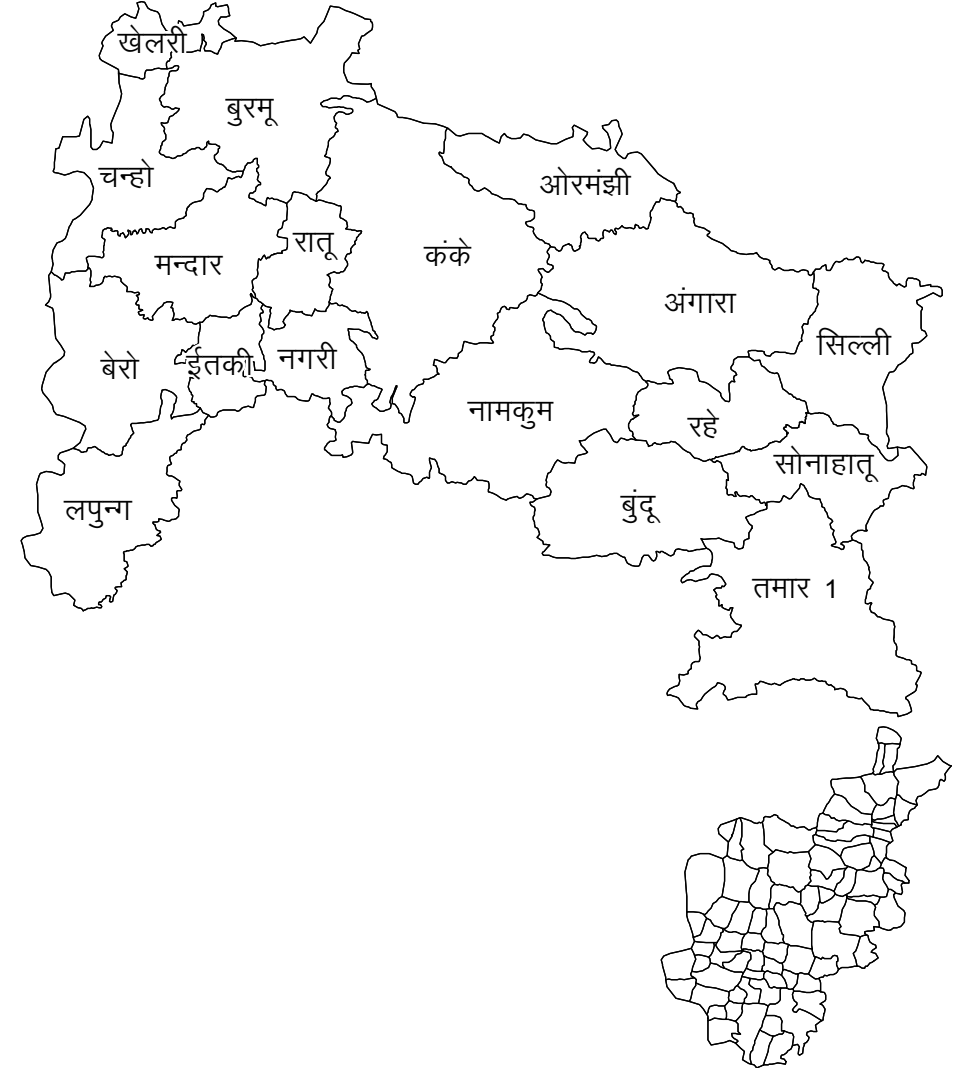 खेलरी
बुरमू
चन्हो
ओरमंझी
रातू
मन्दार
कंके
अंगारा
सिल्ली
बेरो
ईतकी
नगरी
नामकुम
रहे
सोनाहातू
लपुन्ग
बुंदू
तमार 1